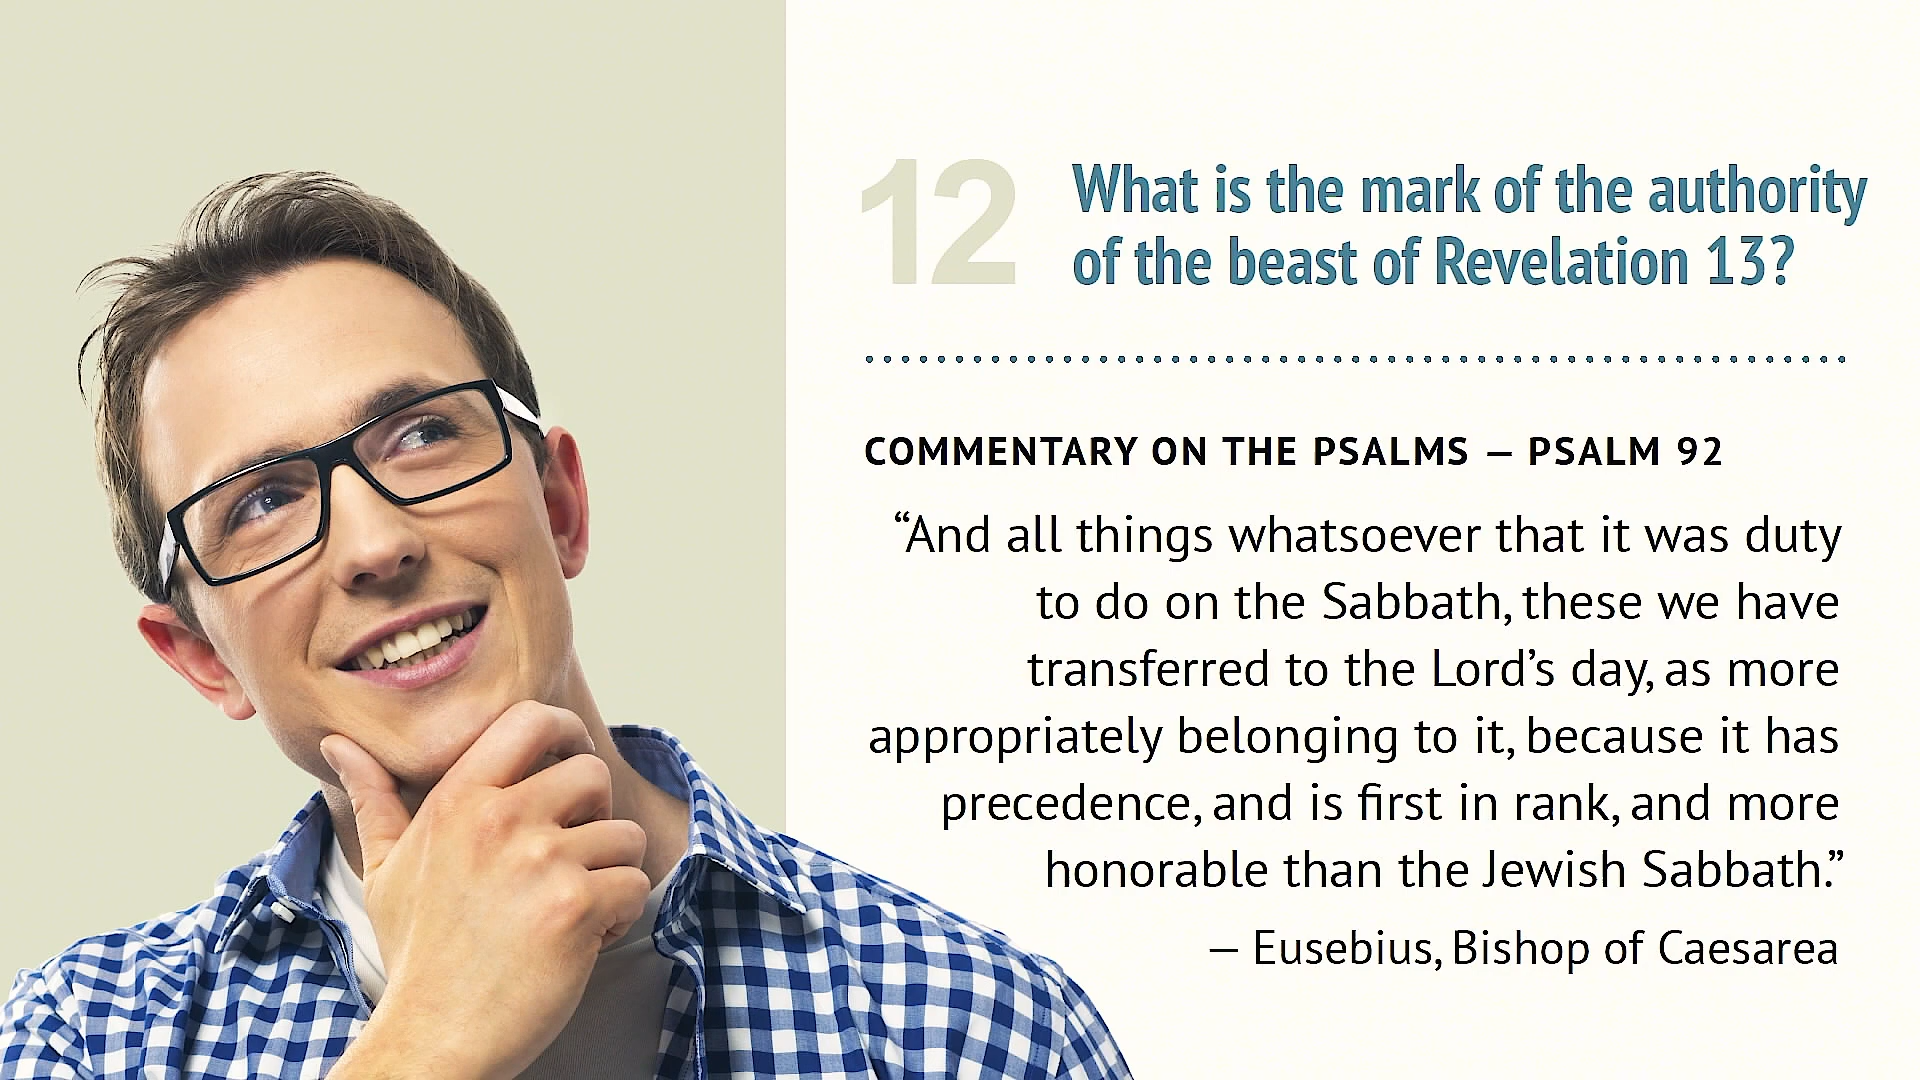 12 What is the mark of the authority
of the beast of Revelation 13?
COMMENTARY ON THE PSALMS — PSALM 92
“And all things whatsoever that it was duty
to do on the Sabbath, these we have
transferred to the Lord’s day, as more
appropriately belonging to it, because it has
precedence, and is first in rank, and more
honorable than the Jewish Sabbath.”
— Eusebius, Bishop of Caesarea